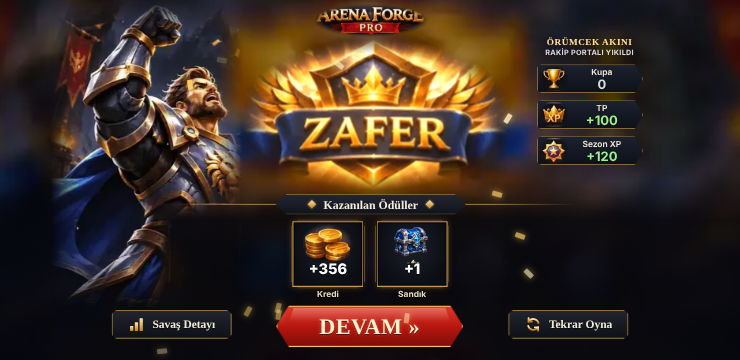 ARENA FORGE
PRO
ÖRÜMCEK AKINI
RAKİP PORTALI YIKILDI
Kupa
0
XP
TP
+100
Sezon XP
+120
ZAFER
Kazanılan Ödüller
+356
+1
Kredi
Sandık
Savaş Detayı
DEVAM »
Tekrar Oyna